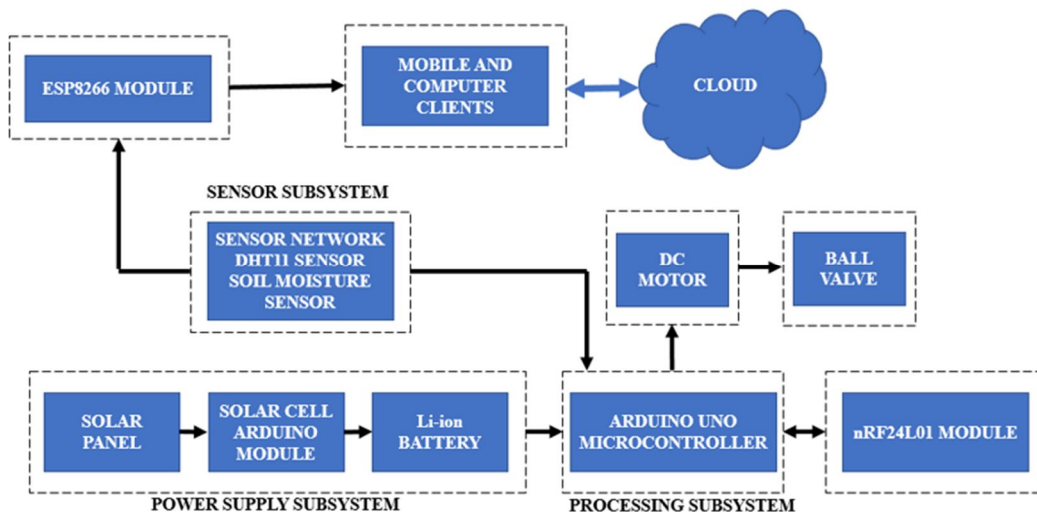 ESP8266 MODULE
MOBILE AND
COMPUTER
CLIENTS
CLOUD
SENSOR SUBSYSTEM
SENSOR NETWORK
DHT11 SENSOR
SOIL MOISTURE
SENSOR
DC
MOTOR
BALL
VALVE
SOLAR
PANEL
SOLAR CELL
ARDUINO
MODULE
Li-ion
BATTERY
ARDUINO UNO
MICROCONTROLLER
nRF24L01 MODULE
POWER SUPPLY SUBSYSTEM
PROCESSING SUBSYSTEM